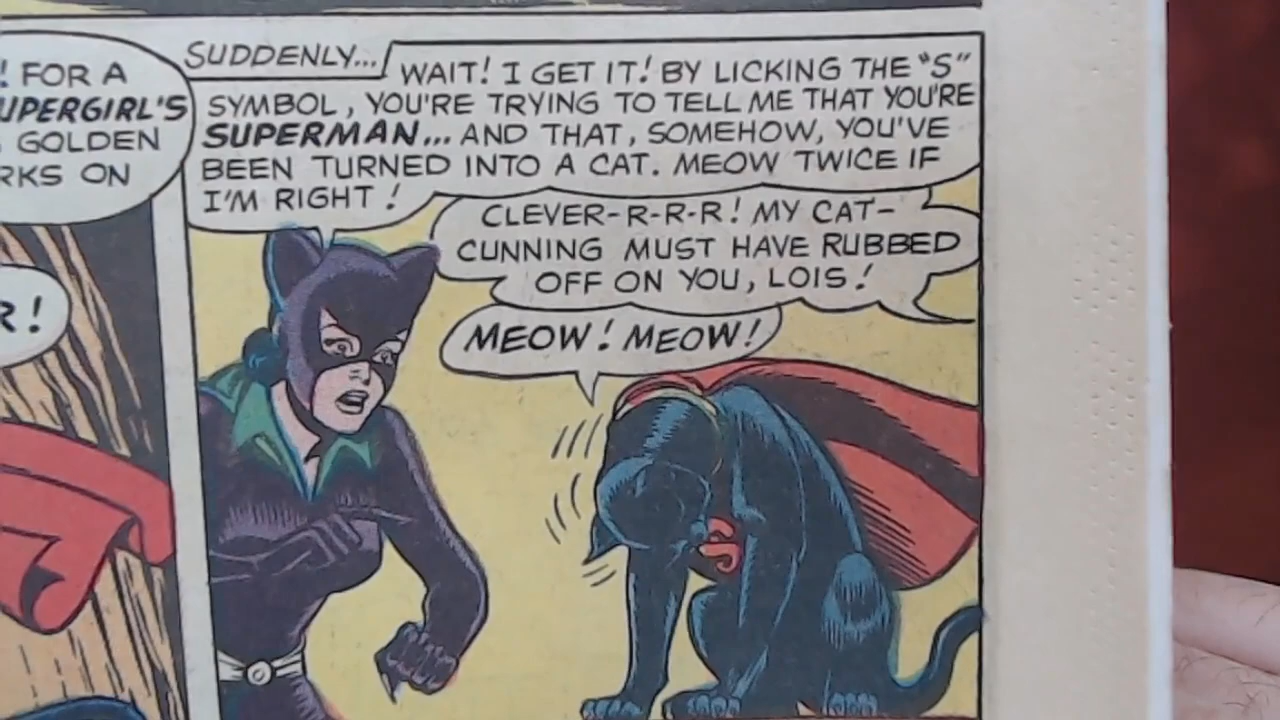 ! FOR A
UPERGIRL'S
GOLDEN
RKS ON
R!
SUDDENLY...
WAIT! I GET IT! BY LICKING THE "S"
SYMBOL, YOU'RE TRYING TO TELL ME THAT YOU'RE
SUPERMAN... AND THAT, SOMEHOW, YOU'VE
BEEN TURNED INTO A CAT. MEOW TWICE IF
I'M RIGHT!
CLEVER-R-R-R! MY CAT-
CUNNING MUST HAVE RUBBED
OFF ON YOU, LOIS!
MEOW! MEOW!
S